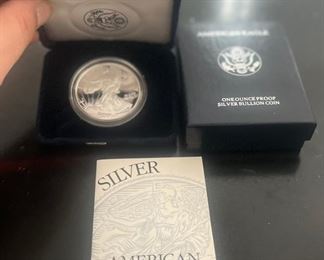 AMERICAN EAGLE
ONE OUNCE PROOF
SILVER BULLION COIN
SILVER
AMERICAN